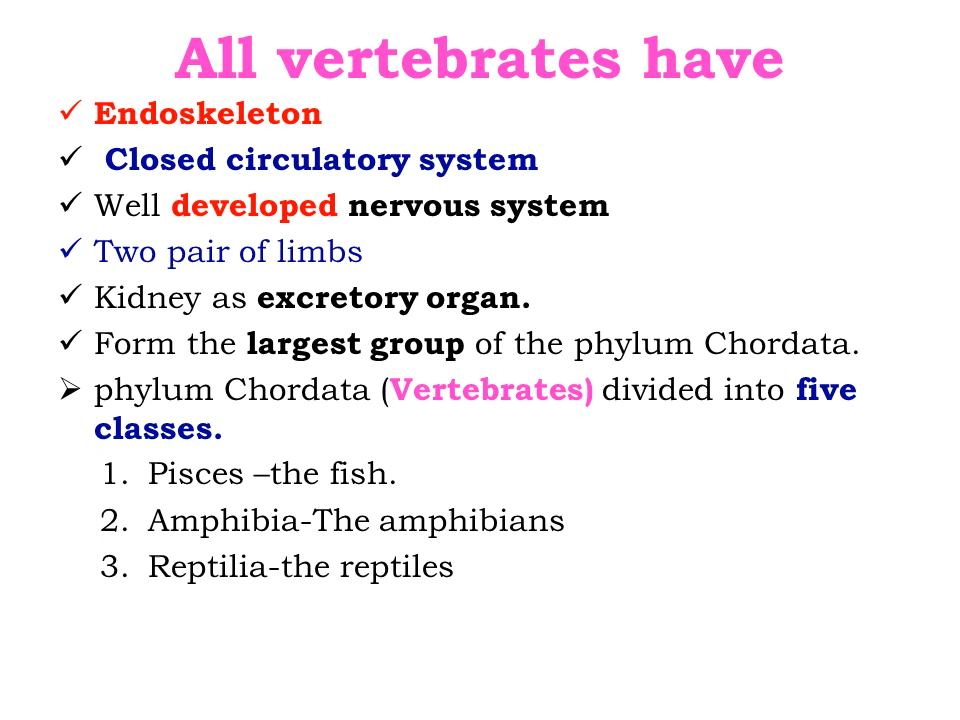 All vertebrates have
✓ Endoskeleton
✓ Closed circulatory system
✓ Well developed nervous system
✓ Two pair of limbs
✓ Kidney as excretory organ.
✓ Form the largest group of the phylum Chordata.
➢ phylum Chordata (Vertebrates) divided into five
classes.
1. Pisces –the fish.
2. Amphibia-The amphibians
3. Reptilia-the reptiles